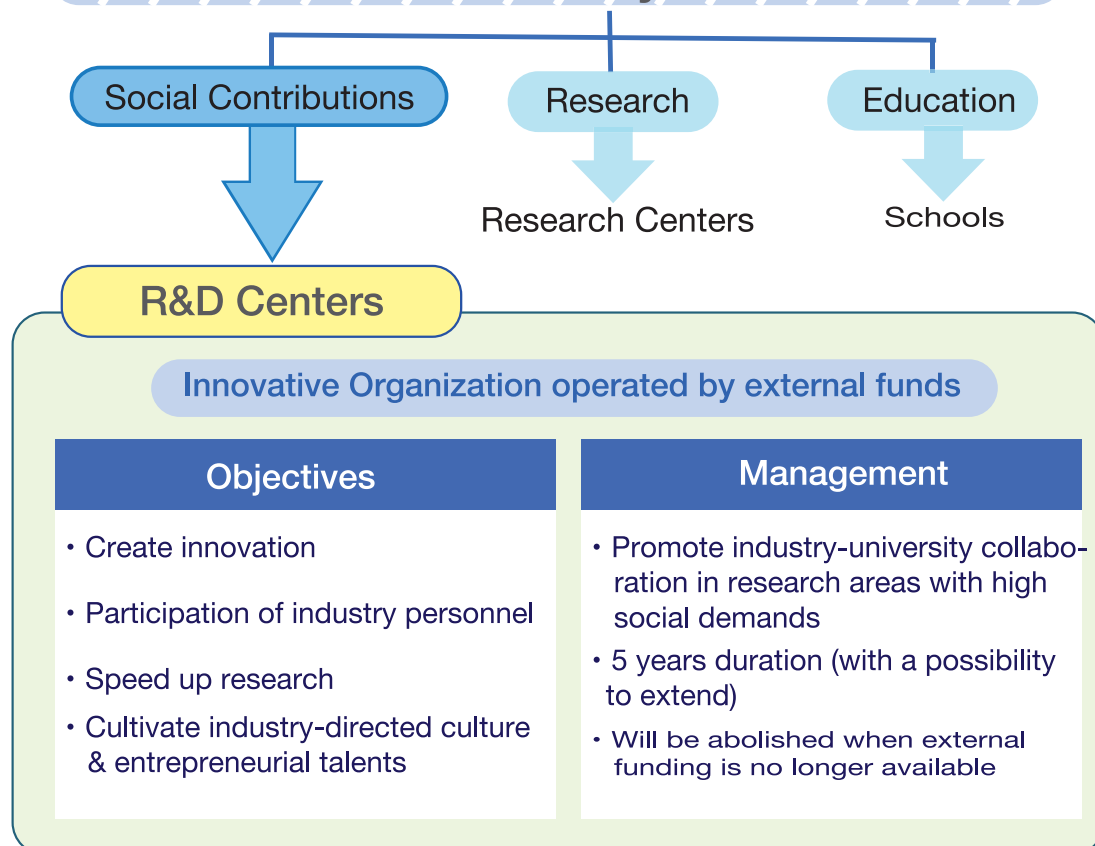 Social Contributions
Research
Education
Research Centers
Schools
R&D Centers
Innovative Organization operated by external funds
Objectives
・Create innovation
・Participation of industry personnel
・Speed up research
・Cultivate industry-directed culture
& entrepreneurial talents
Management
・Promote industry-university collabo-
ration in research areas with high
social demands
・5 years duration (with a possibility
to extend)
・Will be abolished when external
funding is no longer available